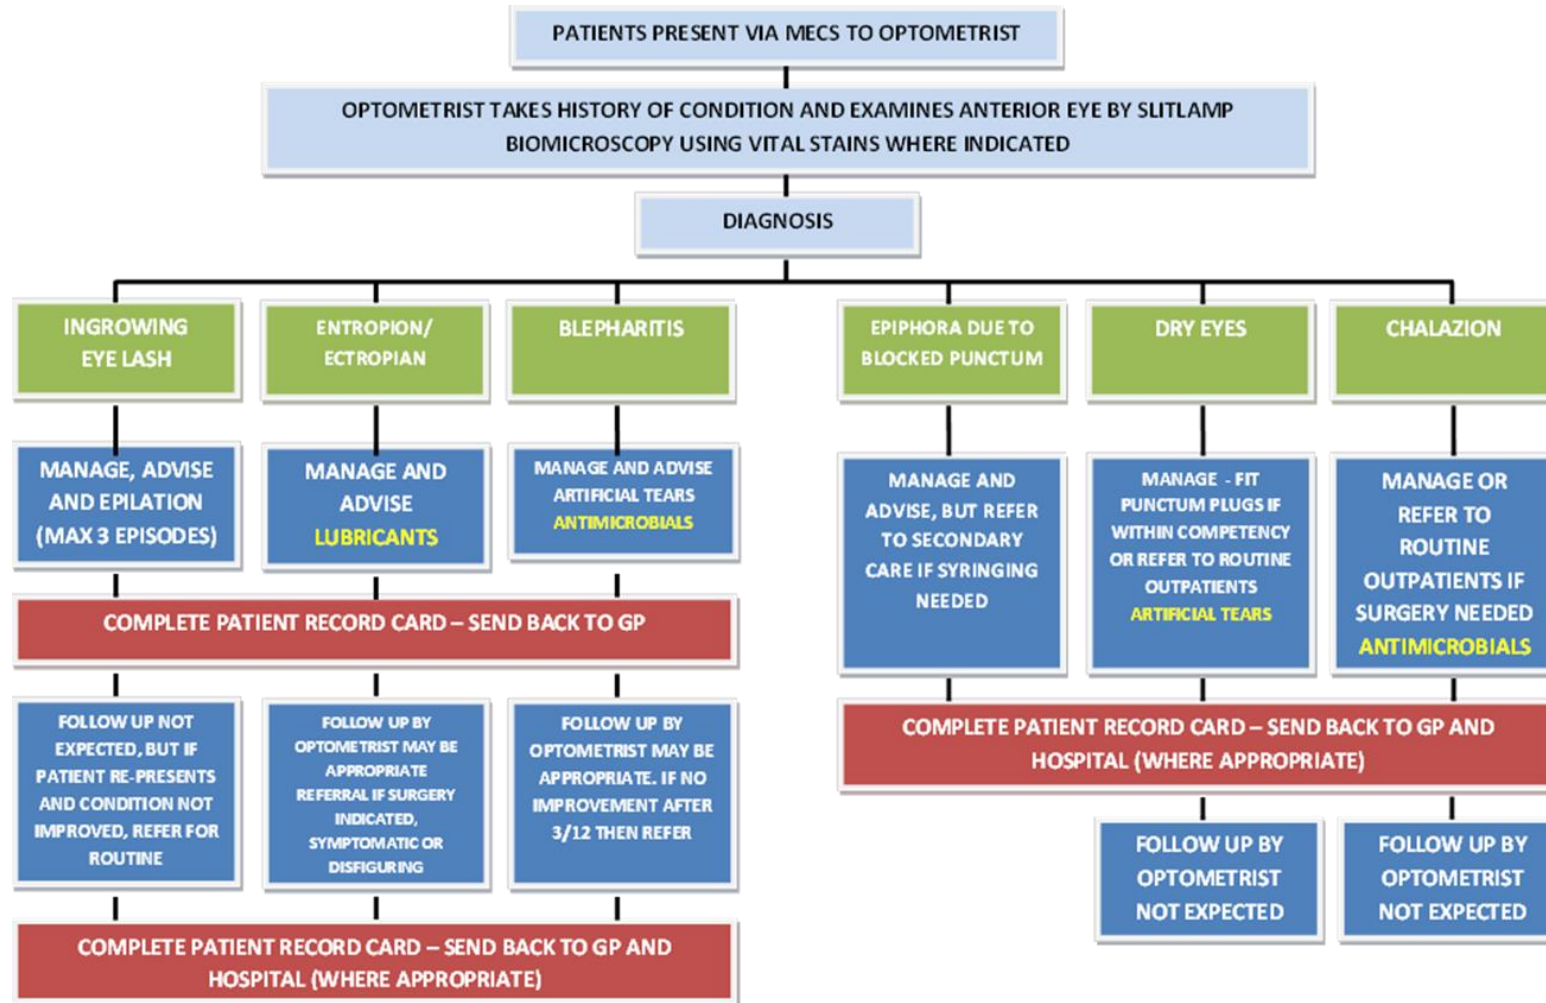 PATIENTS PRESENT VIA MECS TO OPTOMETRIST
OPTOMETRIST TAKES HISTORY OF CONDITION AND EXAMINES ANTERIOR EYE BY SLITLAMP
BIOMICROSCOPY USING VITAL STAINS WHERE INDICATED
DIAGNOSIS
INGROWING
EYE LASH
ENTROPION/
ECTROPIAN
BLEPHARITIS
EPIPHORA DUE TO
BLOCKED PUNCTUM
DRY EYES
CHALAZION
MANAGE, ADVISE
AND EPILATION
(MAX 3 EPISODES)
MANAGE AND
ADVISE
LUBRICANTS
MANAGE AND ADVISE
ARTIFICIAL TEARS
ANTIMICROBIALS
MANAGE AND
ADVISE, BUT REFER
TO SECONDARY
CARE IF SYRINGING
NEEDED
MANAGE - FIT
PUNCTUM PLUGS IF
WITHIN COMPETENCY
OR REFER TO ROUTINE
OUTPATIENTS
ARTIFICIAL TEARS
MANAGE OR
REFER TO
ROUTINE
OUTPATIENTS IF
SURGERY NEEDED
ANTIMICROBIALS
COMPLETE PATIENT RECORD CARD – SEND BACK TO GP
FOLLOW UP NOT
EXPECTED, BUT IF
PATIENT RE-PRESENTS
AND CONDITION NOT
IMPROVED, REFER FOR
ROUTINE
FOLLOW UP BY
OPTOMETRIST MAY BE
APPROPRIATE
REFERRAL IF SURGERY
INDICATED,
SYMPTOMATIC OR
DISFIGURING
FOLLOW UP BY
OPTOMETRIST MAY BE
APPROPRIATE. IF NO
IMPROVEMENT AFTER
3/12 THEN REFER
COMPLETE PATIENT RECORD CARD – SEND BACK TO GP AND
HOSPITAL (WHERE APPROPRIATE)
FOLLOW UP BY
OPTOMETRIST
NOT EXPECTED
FOLLOW UP BY
OPTOMETRIST
NOT EXPECTED
COMPLETE PATIENT RECORD CARD – SEND BACK TO GP AND
HOSPITAL (WHERE APPROPRIATE)